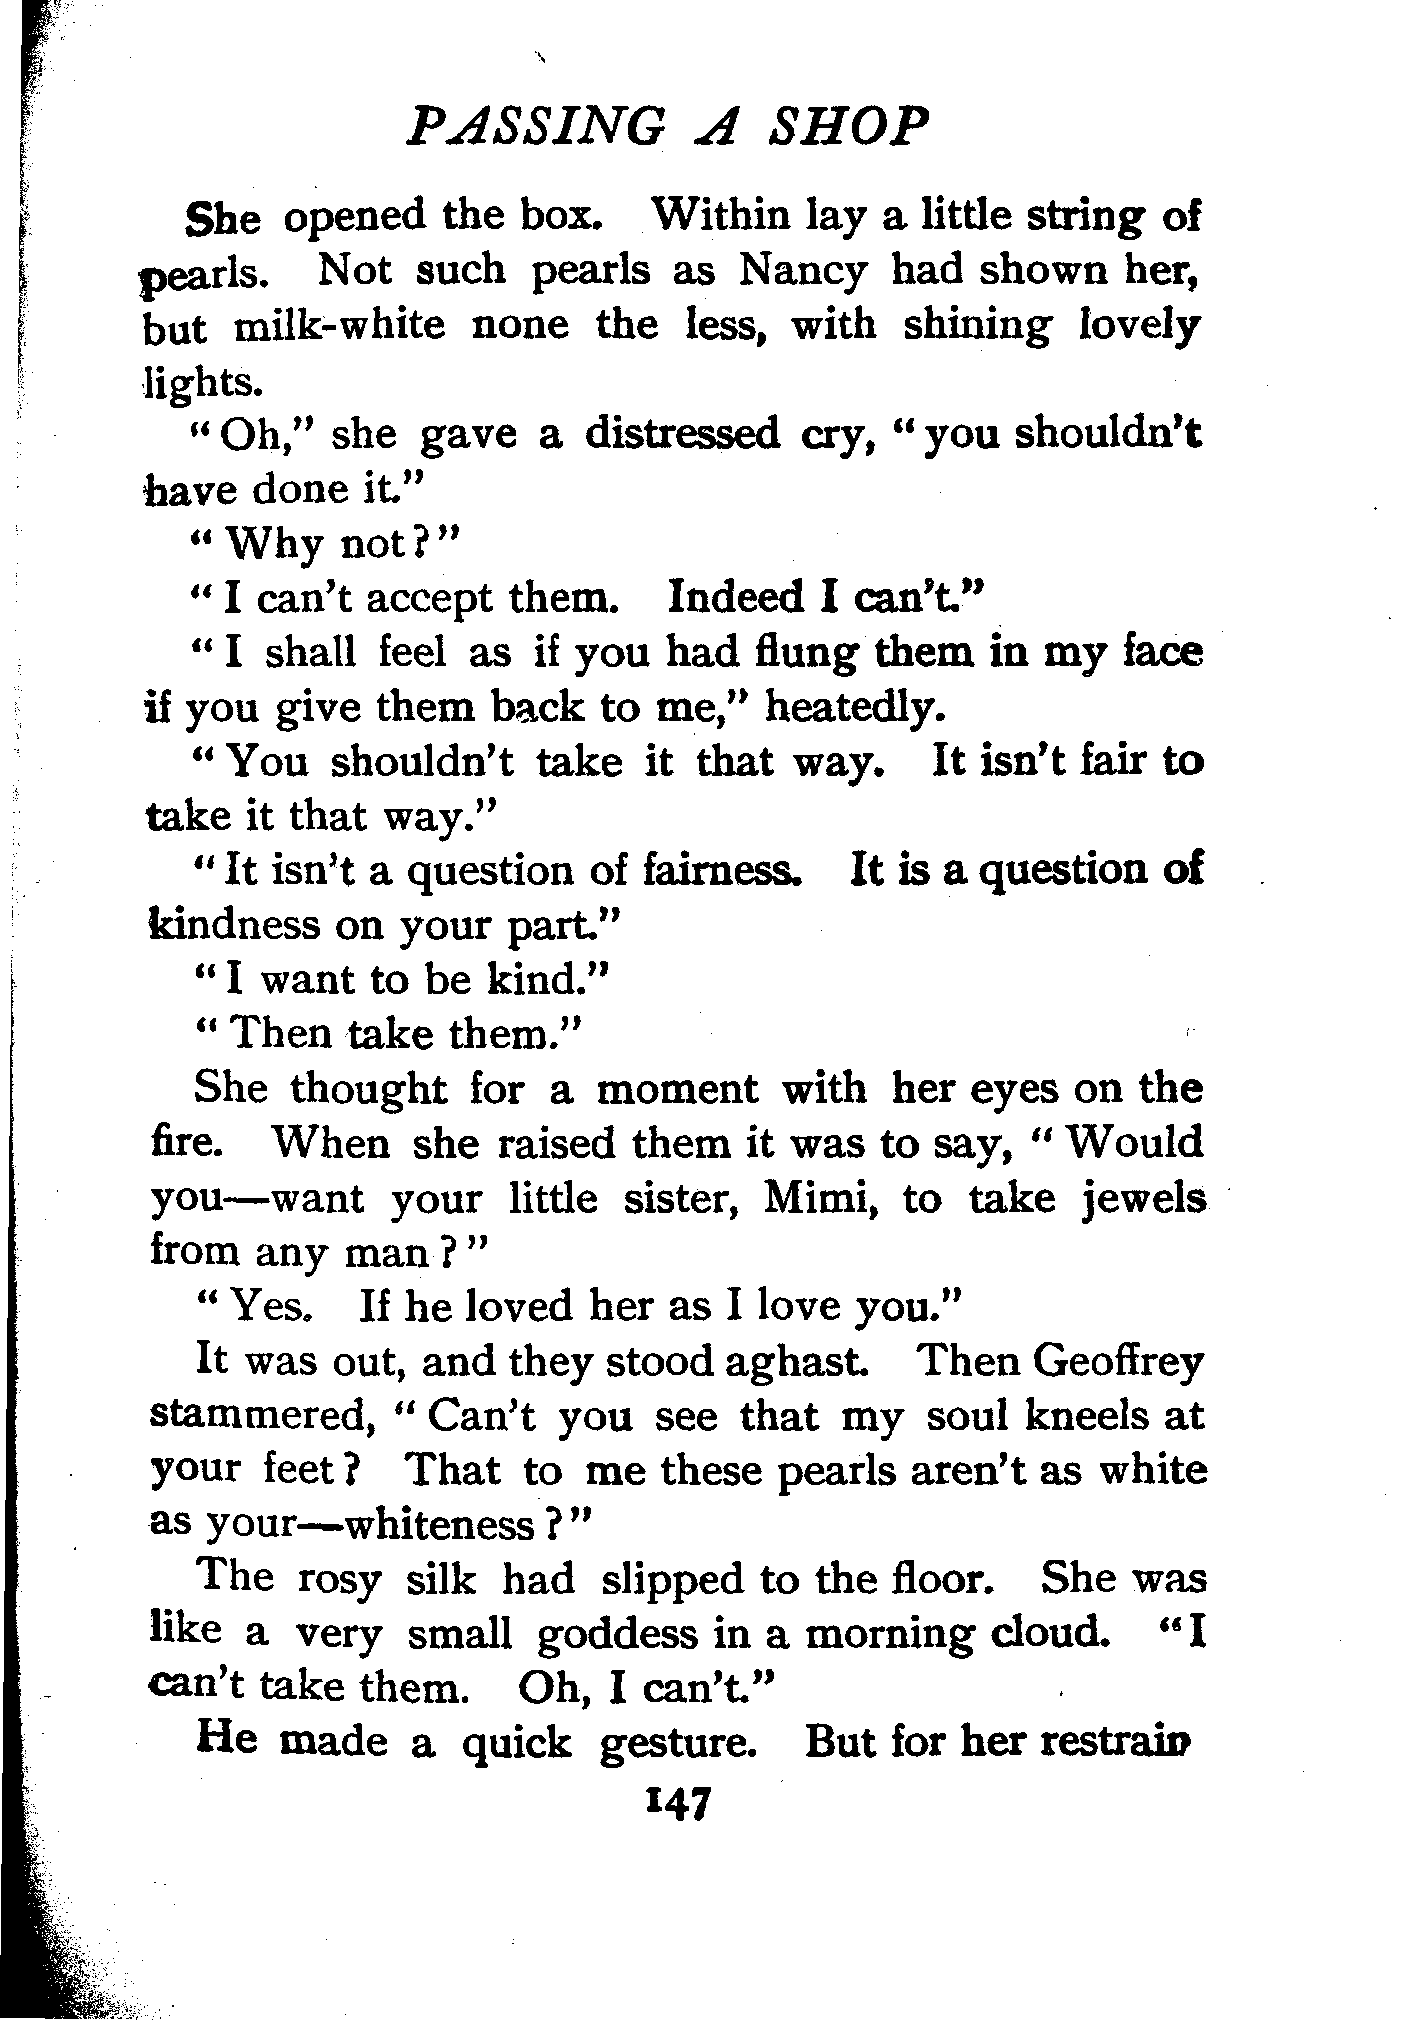 PASSING A SHOP
She opened the box. Within lay a little string of
pearls. Not such pearls as Nancy had shown her,
but milk-white none the less, with shining lovely
lights.
"Oh," she gave a distressed cry, "you shouldn't
have done it."
"Why not?"
"I can't accept them. Indeed I can't."
"I shall feel as if you had flung them in my face
if you give them back to me," heatedly.
"You shouldn't take it that way. It isn't fair to
take it that way."
"It isn't a question of fairness. It is a question of
kindness on your part."
"I want to be kind."
"Then take them."
She thought for a moment with her eyes on the
fire. When she raised them it was to say, "Would
you—want your little sister, Mimi, to take jewels
from any man?"
"Yes. If he loved her as I love you."
It was out, and they stood aghast. Then Geoffrey
stammered, "Can't you see that my soul kneels at
your feet? That to me these pearls aren't as white
as your—whiteness?"
The rosy silk had slipped to the floor. She was
like a very small goddess in a morning cloud. "I
can't take them. Oh, I can't."
He made a quick gesture. But for her restrain
147